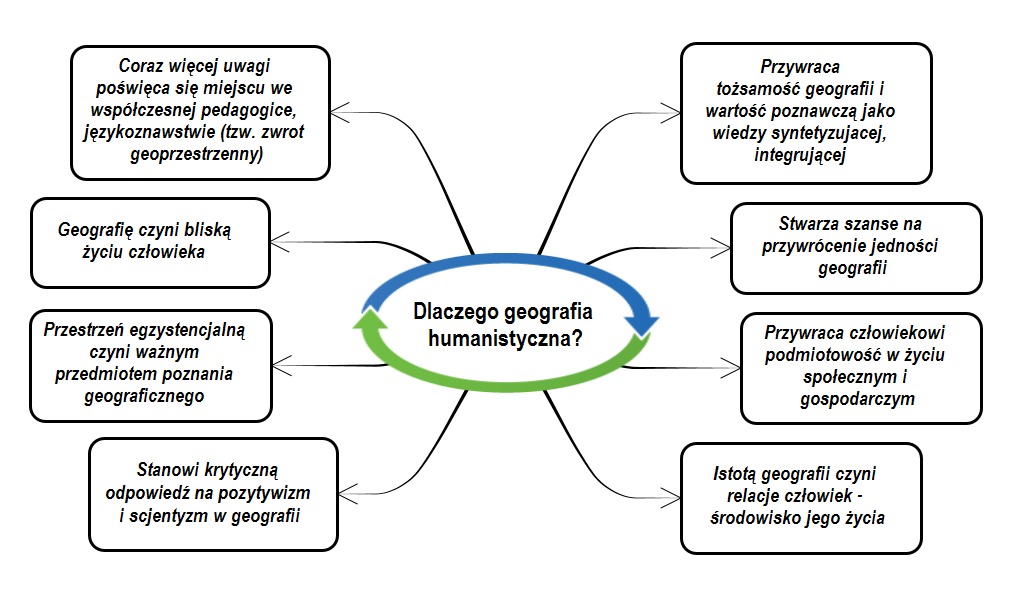 Coraz więcej uwagi
poświęca się miejscu we
współczesnej pedagogice,
językoznawstwie (tzw. zwrot
geoprzestrzenny)
Geografię czyni bliską
życiu człowieka
Przestrzeń egzystencjalną
czyni ważnym
przedmiotem poznania
geograficznego
Stanowi krytyczną
odpowiedź na pozytywizm
i scjentyzm w geografii
Dlaczego geografia
humanistyczna?
Przywraca
tożsamość geografii i
wartość poznawczą jako
wiedzy syntetyzujacej,
integrującej
Stwarza szanse na
przywrócenie jedności
geografii
Przywraca człowiekowi
podmiotowość w życiu
społecznym i
gospodarczym
Istotą geografii czyni
relacje człowiek -
środowisko jego życia